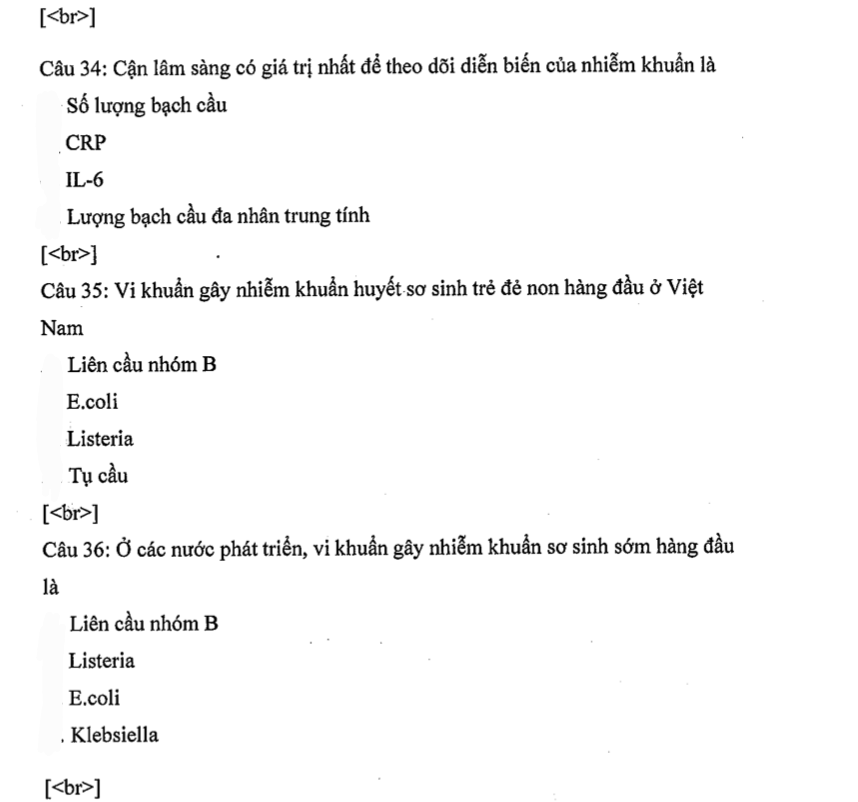 [<br>]
Câu 34: Cận lâm sàng có giá trị nhất để theo dõi diễn biến của nhiễm khuẩn là
Số lượng bạch cầu
CRP
IL-6
Lượng bạch cầu đa nhân trung tính
[<br>]
Câu 35: Vi khuẩn gây nhiễm khuẩn huyết sơ sinh trẻ đẻ non hàng đầu ở Việt
Nam
Liên cầu nhóm B
E.coli
Listeria
Tụ cầu
[<br>]
Câu 36: Ở các nước phát triển, vi khuẩn gây nhiễm khuẩn sơ sinh sớm hàng đầu
là
Liên cầu nhóm B
Listeria
E.coli
Klebsiella
[<br>]